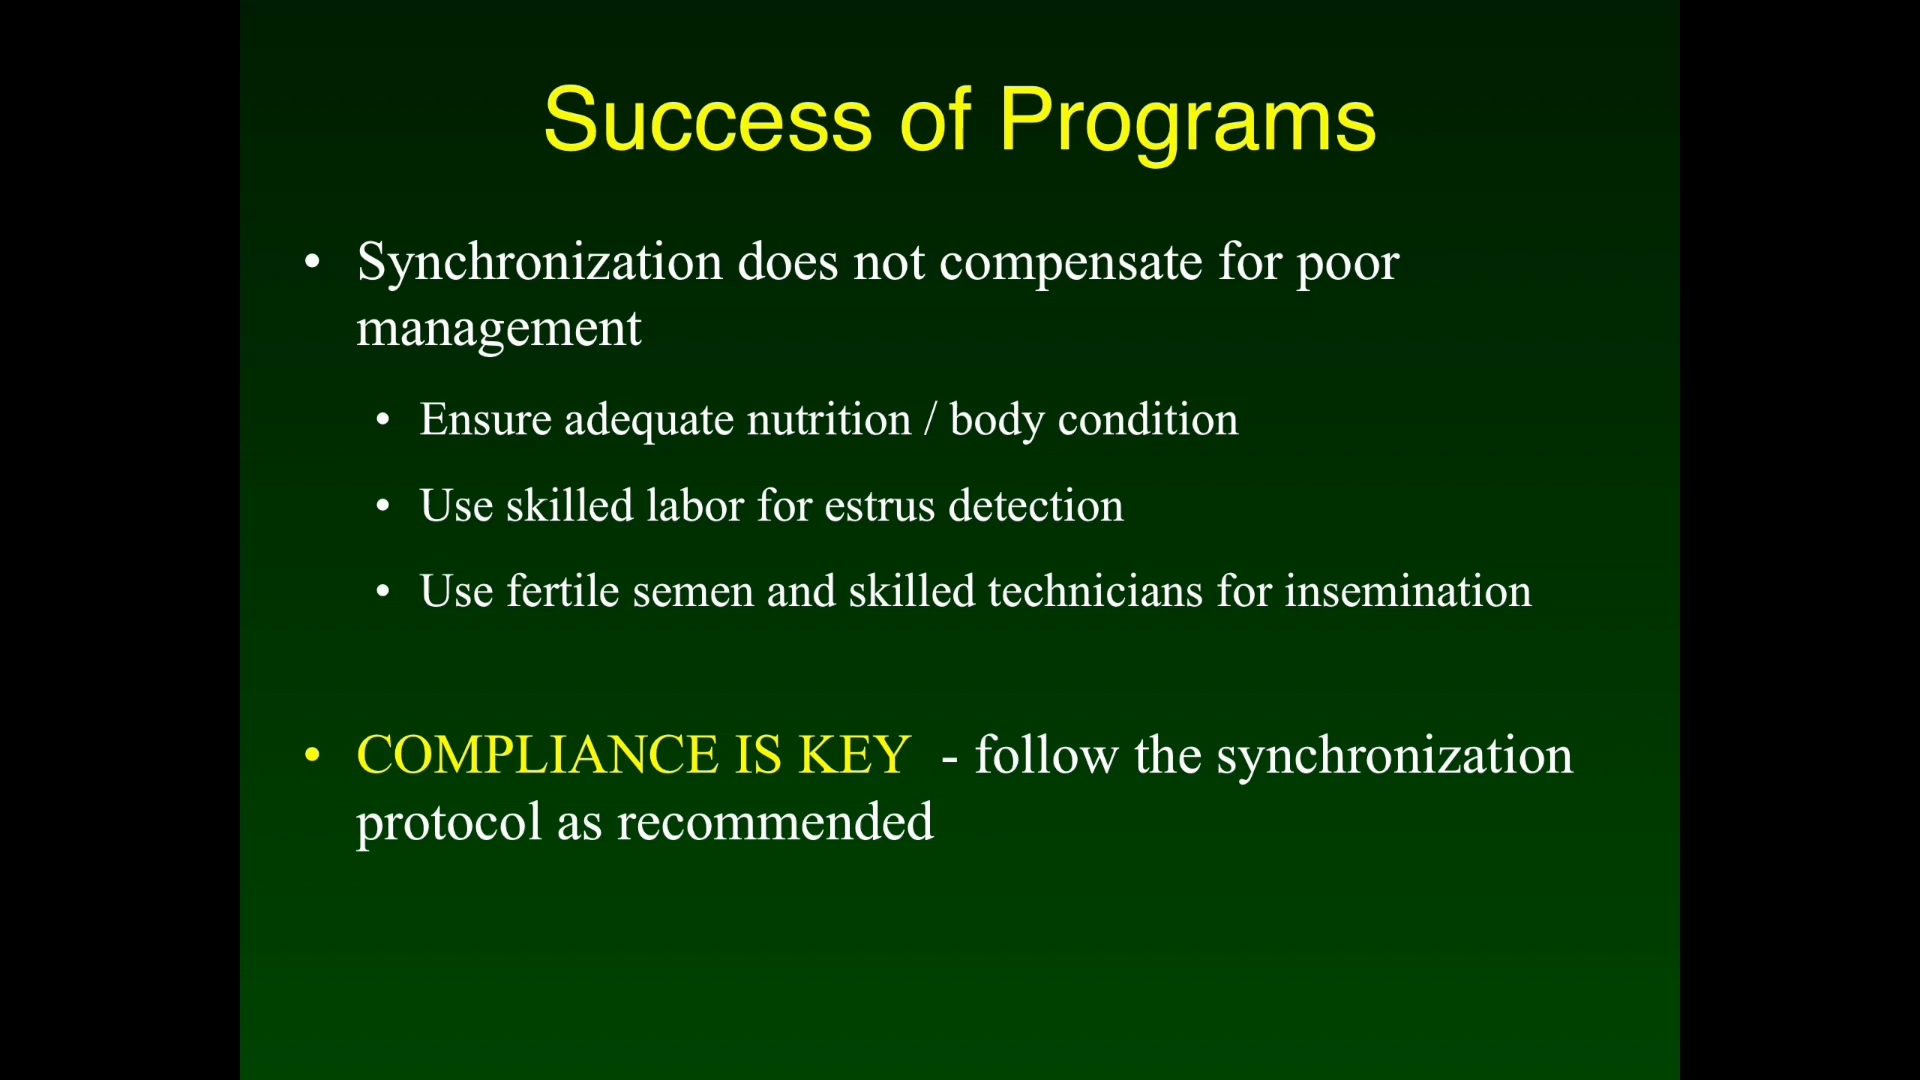 Success of Programs
• Synchronization does not compensate for poor
management
• Ensure adequate nutrition / body condition
• Use skilled labor for estrus detection
• Use fertile semen and skilled technicians for insemination
• COMPLIANCE IS KEY - follow the synchronization
protocol as recommended